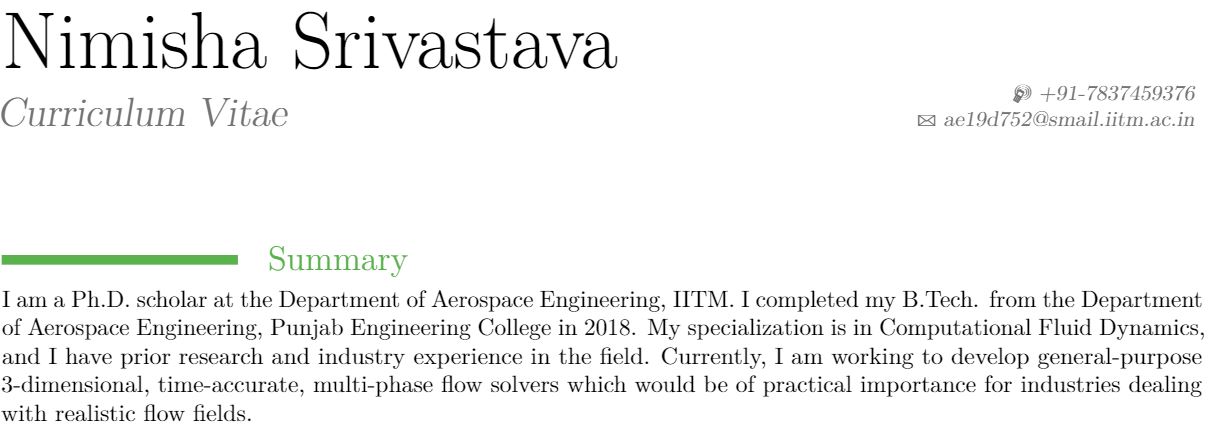 Nimisha Srivastava
Curriculum Vitae
+91-7837459376
ae19d752@smail.iitm.ac.in
Summary
I am a Ph.D. scholar at the Department of Aerospace Engineering, IITM. I completed my B.Tech. from the Department
of Aerospace Engineering, Punjab Engineering College in 2018. My specialization is in Computational Fluid Dynamics,
and I have prior research and industry experience in the field. Currently, I am working to develop general-purpose
3-dimensional, time-accurate, multi-phase flow solvers which would be of practical importance for industries dealing
with realistic flow fields.